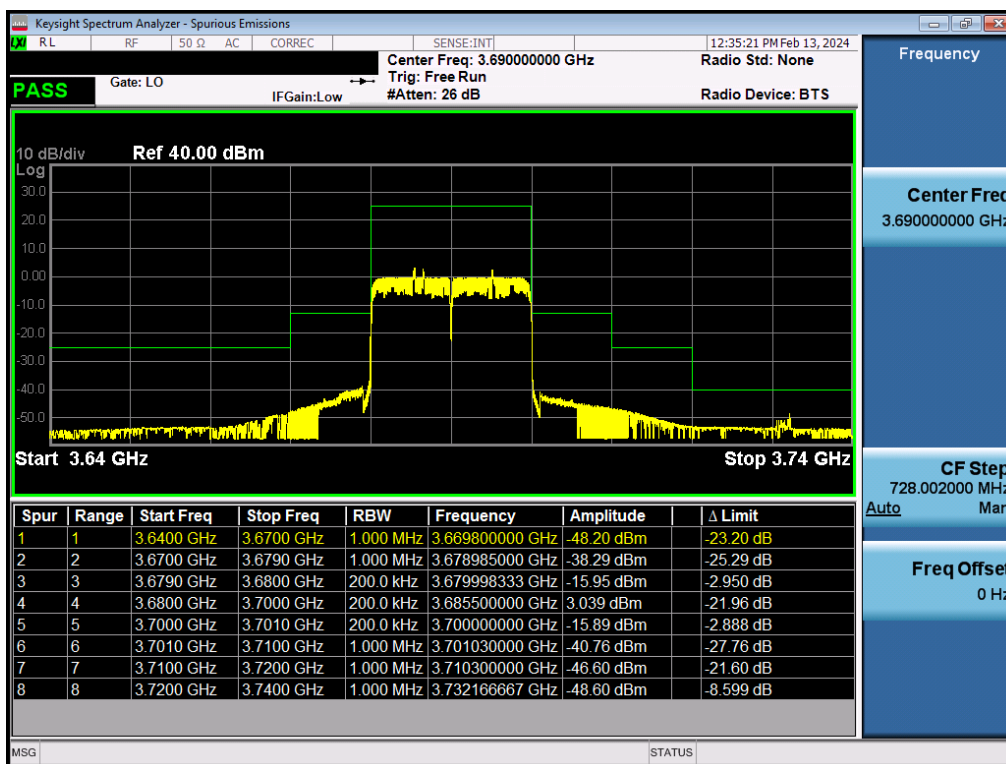 Keysight Spectrum Analyzer - Spurious Emissions
LXI RL RF 50 Ω AC CORREC SENSE:INT 12:35:21 PM Feb 13, 2024
Center Freq: 3.690000000 GHz Radio Std: None
PASS Gate: LO Trig: Free Run
IFGain:Low #Atten: 26 dB Radio Device: BTS
10 dB/div Ref 40.00 dBm
Log
30.0
20.0
10.0
0.00
-10.0
-20.0
-30.0
-40.0
-50.0
Start 3.64 GHz Stop 3.74 GHz
Spur Range Start Freq Stop Freq RBW Frequency Amplitude Δ Limit
1 1 3.6400 GHz 3.6700 GHz 1.000 MHz 3.669800000 GHz -48.20 dBm -23.20 dB
2 2 3.6700 GHz 3.6790 GHz 1.000 MHz 3.678985000 GHz -38.29 dBm -25.29 dB
3 3 3.6790 GHz 3.6800 GHz 200.0 kHz 3.679998333 GHz -15.95 dBm -2.950 dB
4 4 3.6800 GHz 3.7000 GHz 200.0 kHz 3.685500000 GHz 3.039 dBm -21.96 dB
5 5 3.7000 GHz 3.7010 GHz 200.0 kHz 3.700000000 GHz -15.89 dBm -2.888 dB
6 6 3.7010 GHz 3.7100 GHz 1.000 MHz 3.701030000 GHz -40.76 dBm -27.76 dB
7 7 3.7100 GHz 3.7200 GHz 1.000 MHz 3.710300000 GHz -46.60 dBm -21.60 dB
8 8 3.7200 GHz 3.7400 GHz 1.000 MHz 3.732166667 GHz -48.60 dBm -8.599 dB
Frequency
Center Freq
3.690000000 GHz
CF Step
728.002000 MHz
Auto Man
Freq Offset
0 Hz
MSG STATUS